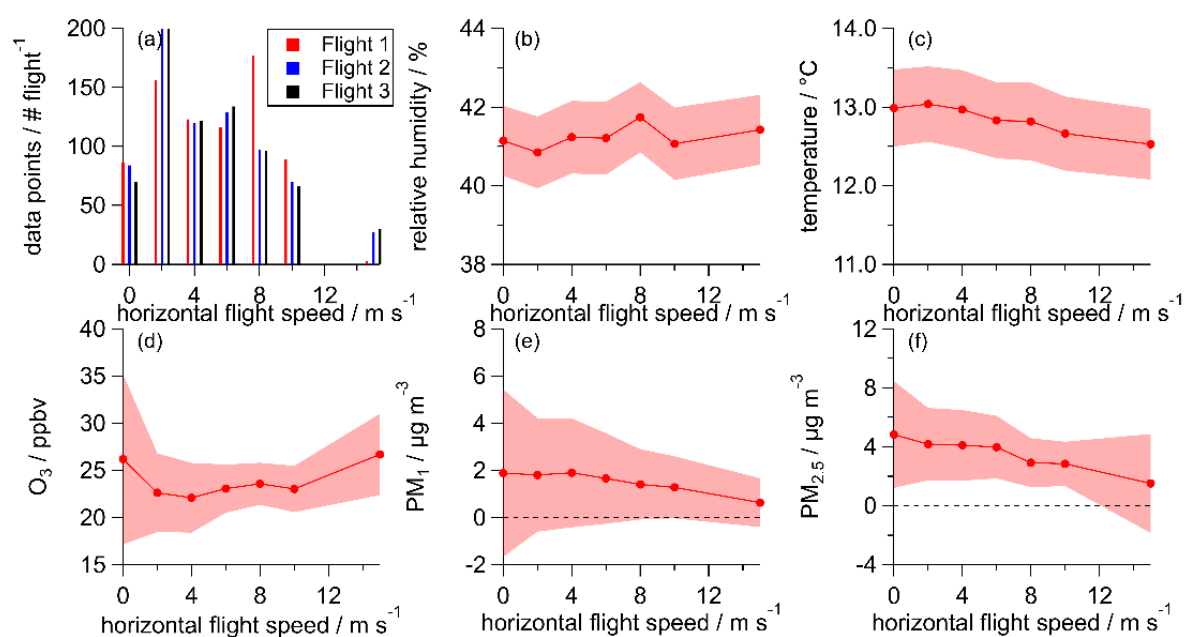 (a)
Flight 1
Flight 2
Flight 3
200
150
100
50
0
data points / # flight⁻¹
0 4 8 12
horizontal flight speed / m s⁻¹
(b)
44
42
40
38
relative humidity / %
0 4 8 12
horizontal flight speed / m s⁻¹
(c)
14.0
13.0
12.0
11.0
temperature / °C
0 4 8 12
horizontal flight speed / m s⁻¹
(d)
40
35
30
25
20
15
O₃ / ppbv
0 4 8 12
horizontal flight speed / m s⁻¹
(e)
8
6
4
2
0
-2
PM₁ / µg m⁻³
0 4 8 12
horizontal flight speed / m s⁻¹
(f)
12
8
4
0
-4
PM₂.₅ / µg m⁻³
0 4 8 12
horizontal flight speed / m s⁻¹